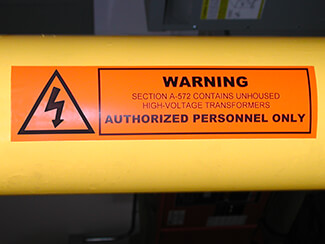 WARNING
SECTION A-572 CONTAINS UNHOUSED
HIGH-VOLTAGE TRANSFORMERS
AUTHORIZED PERSONNEL ONLY